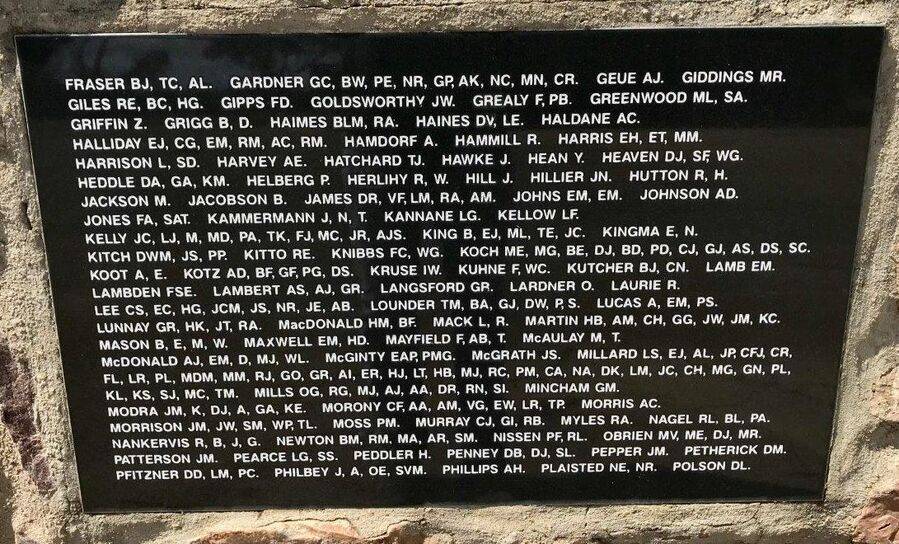 FRASER BJ, TC, AL. GARDNER GC, BW, PE, NR, GP, AK, NC, MN, CR. GEUE AJ. GIDDINGS MR.
GILES RE, BC, HG. GIPPS FD. GOLDSWORTHY JW. GREALY F, PB. GREENWOOD ML, SA.
GRIFFIN Z. GRIGG B, D. HAIMES BLM, RA. HAINES DV, LE. HALDANE AC.
HALLIDAY EJ, CG, EM, RM, AC, RM. HAMDORF A. HAMMILL R. HARRIS EH, ET, MM.
HARRISON L, SD. HARVEY AE. HATCHARD TJ. HAWKE J. HEAN Y. HEAVEN DJ, SF, WG.
HEDDLE DA, GA, KM. HELBERG P. HERLIHY R, W. HILL J. HILLIER JN. HUTTON R, H.
JACKSON M. JACOBSON B. JAMES DR, VF, LM, RA, AM. JOHNS EM, EM. JOHNSON AD.
JONES FA, SAT. KAMMERMANN J, N, T. KANNANE LG. KELLOW LF.
KELLY JC, LJ, M, MD, PA, TK, FJ, MC, JR, AJS. KING B, EJ, ML, TE, JC. KINGMA E, N.
KITCH DWM, JS, PP. KITTO RE. KNIBBS FC, WG. KOCH ME, MG, BE, DJ, BD, PD, CJ, GJ, AS, DS, SC.
KOOT A, E. KOTZ AD, BF, GF, PG, DS. KRUSE IW. KUHNE F, WC. KUTCHER BJ, CN. LAMB EM.
LAMBDEN FSE. LAMBERT AS, AJ, GR. LANGSFORD GR. LARDNER O. LAURIE R.
LEE CS, EC, HG, JCM, JS, NR, JE, AB. LOUNDER TM, BA, GJ, DW, P, S. LUCAS A, EM, PS.
LUNNAY GR, HK, JT, RA. MacDONALD HM, BF. MACK L, R. MARTIN HB, AM, CH, GG, JW, JM, KC.
MASON B, E, M, W. MAXWELL EM, HD. MAYFIELD F, AB, T. McAULAY M, T.
McDONALD AJ, EM, D, MJ, WL. McGINTY EAP, PMG. McGRATH JS. MILLARD LS, EJ, AL, JP, CFJ, CR,
FL, LR, PL, MDM, MM, RJ, GO, GR, AI, ER, HJ, LT, HB, MJ, RC, PM, CA, NA, DK, LM, JC, CH, MG, GN, PL,
KL, KS, SJ, MC, TM. MILLS OG, RG, MJ, AJ, AA, DR, RN, SI. MINCHAM GM.
MODRA JM, K, DJ, A, GA, KE. MORONY CF, AA, AM, VG, EW, LR, TP. MORRIS AC.
MORRISON JM, JW, SM, WP, TL. MOSS PM. MURRAY CJ, GI, RB. MYLES RA. NAGEL RL, BL, PA.
NANKERVIS R, B, J, G. NEWTON BM, RM, MA, AR, SM. NISSEN PF, RL. OBRIEN MV, ME, DJ, MR.
PATTERSON JM. PEARCE LG, SS. PEDDLER H. PENNEY DB, DJ, SL. PEPPER JM. PETHERICK DM.
PFITZNER DD, LM, PC. PHILBEY J, A, OE, SVM. PHILLIPS AH. PLAISTED NE, NR. POLSON DL.